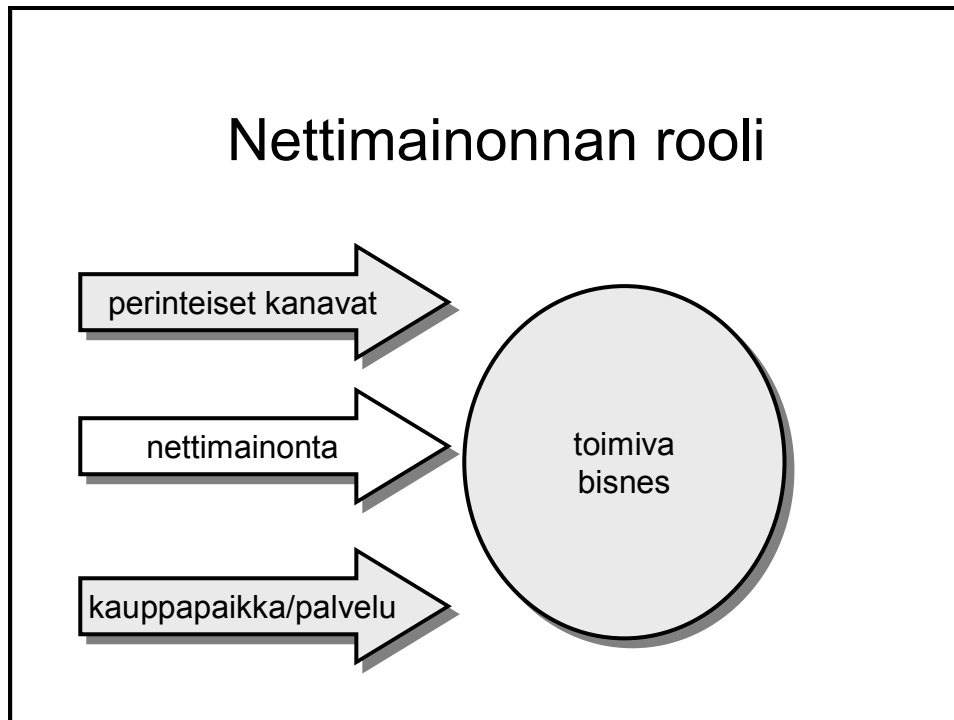 Nettimainonnan rooli
perinteiset kanavat
nettimainonta
kauppapaikka/palvelu
toimiva
bisnes